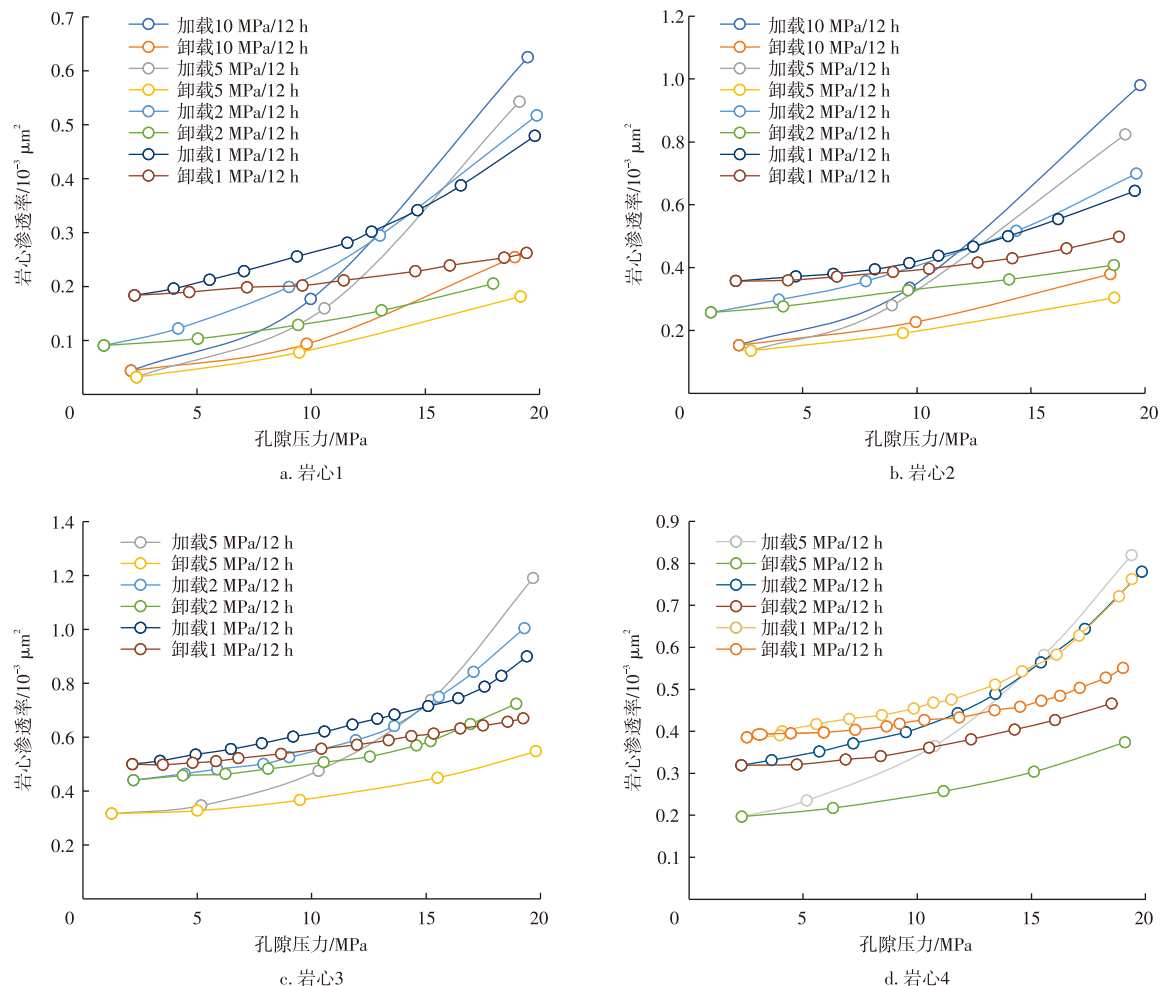 0.7
0.6
0.5
0.4
0.3
0.2
0.1
0
5
10
15
20
岩心渗透率/10⁻³ μm²
加载10 MPa/12 h
卸载10 MPa/12 h
加载5 MPa/12 h
卸载5 MPa/12 h
加载2 MPa/12 h
卸载2 MPa/12 h
加载1 MPa/12 h
卸载1 MPa/12 h
孔隙压力/MPa
a. 岩心1
1.2
1.0
0.8
0.6
0.4
0.2
0
5
10
15
20
岩心渗透率/10⁻³ μm²
加载10 MPa/12 h
卸载10 MPa/12 h
加载5 MPa/12 h
卸载5 MPa/12 h
加载2 MPa/12 h
卸载2 MPa/12 h
加载1 MPa/12 h
卸载1 MPa/12 h
孔隙压力/MPa
b. 岩心2
1.4
1.2
1.0
0.8
0.6
0.4
0.2
0
5
10
15
20
岩心渗透率/10⁻³ μm²
加载5 MPa/12 h
卸载5 MPa/12 h
加载2 MPa/12 h
卸载2 MPa/12 h
加载1 MPa/12 h
卸载1 MPa/12 h
孔隙压力/MPa
c. 岩心3
0.9
0.8
0.7
0.6
0.5
0.4
0.3
0.2
0.1
0
5
10
15
20
岩心渗透率/10⁻³ μm²
加载5 MPa/12 h
卸载5 MPa/12 h
加载2 MPa/12 h
卸载2 MPa/12 h
加载1 MPa/12 h
卸载1 MPa/12 h
孔隙压力/MPa
d. 岩心4